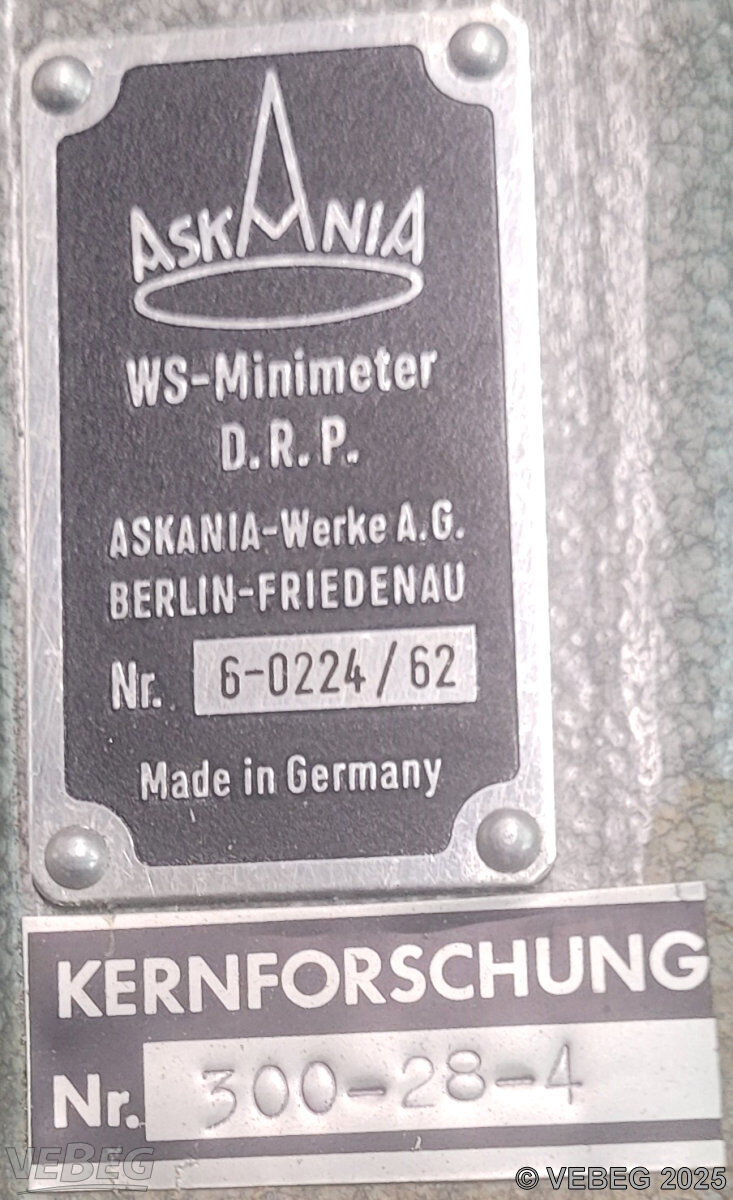 ASKANIA
WS-Minimeter
D.R.P.
ASKANIA-Werke A.G.
BERLIN-FRIEDENAU
Nr. 6-0224/62
Made in Germany
KERNFORSCHUNG
Nr. 300-28-4
VEBEG
© VEBEG 2025